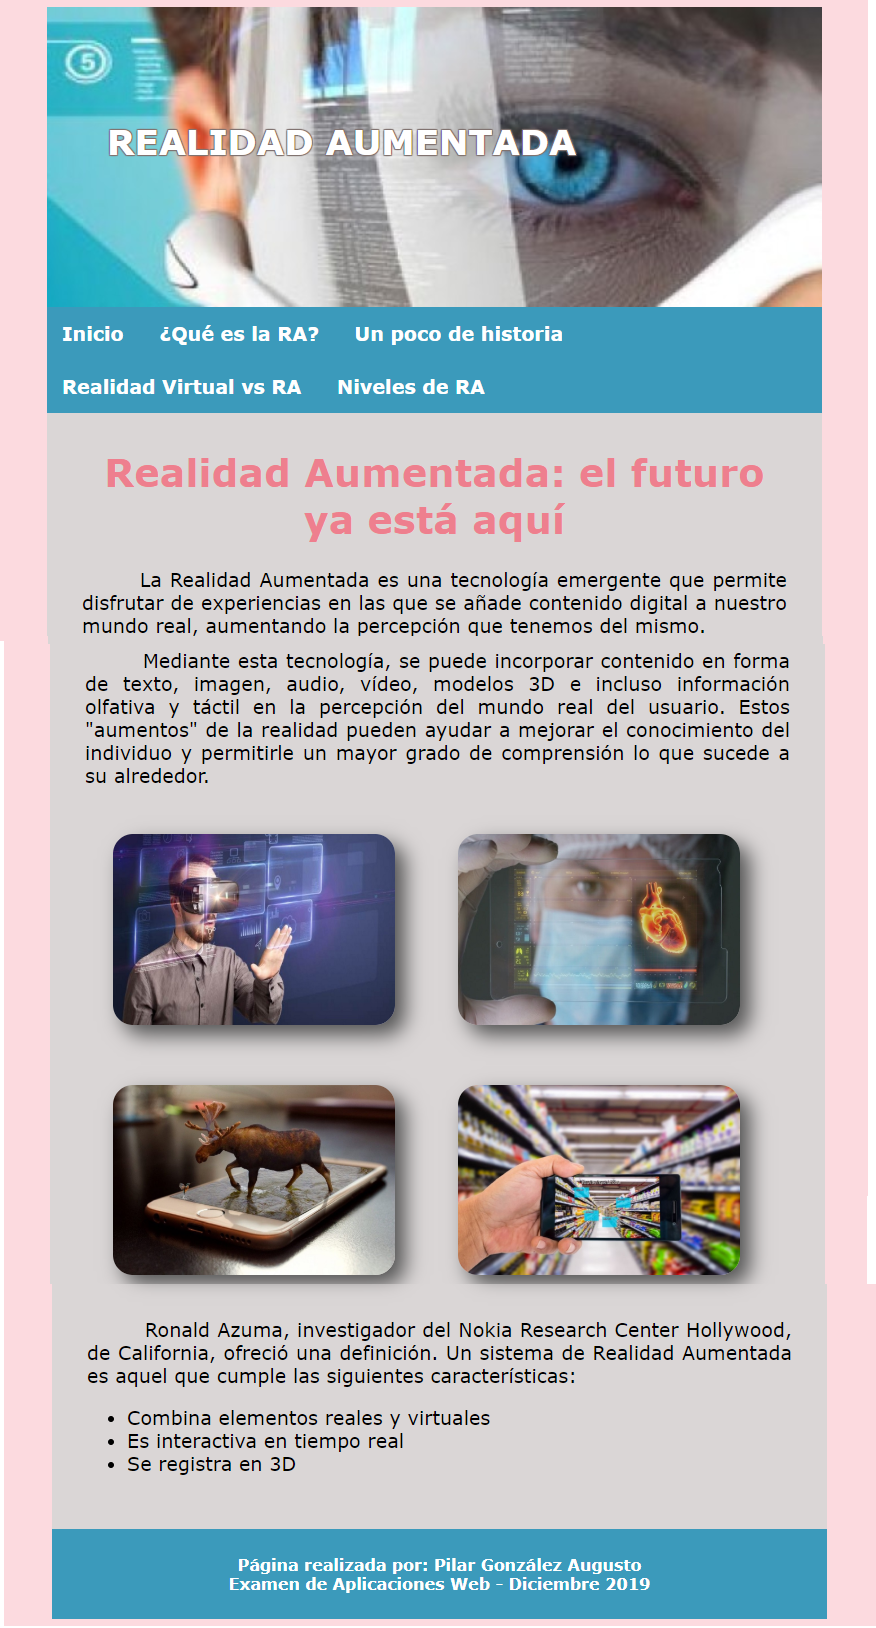 5
REALIDAD AUMENTADA
Inicio ¿Qué es la RA? Un poco de historia
Realidad Virtual vs RA Niveles de RA
Realidad Aumentada: el futuro
ya está aquí
La Realidad Aumentada es una tecnología emergente que permite
disfrutar de experiencias en las que se añade contenido digital a nuestro
mundo real, aumentando la percepción que tenemos del mismo.
Mediante esta tecnología, se puede incorporar contenido en forma
de texto, imagen, audio, vídeo, modelos 3D e incluso información
olfativa y táctil en la percepción del mundo real del usuario. Estos
"aumentos" de la realidad pueden ayudar a mejorar el conocimiento del
individuo y permitirle un mayor grado de comprensión lo que sucede a
su alrededor.
Ronald Azuma, investigador del Nokia Research Center Hollywood,
de California, ofreció una definición. Un sistema de Realidad Aumentada
es aquel que cumple las siguientes características:
• Combina elementos reales y virtuales
• Es interactiva en tiempo real
• Se registra en 3D
Página realizada por: Pilar González Augusto
Examen de Aplicaciones Web - Diciembre 2019